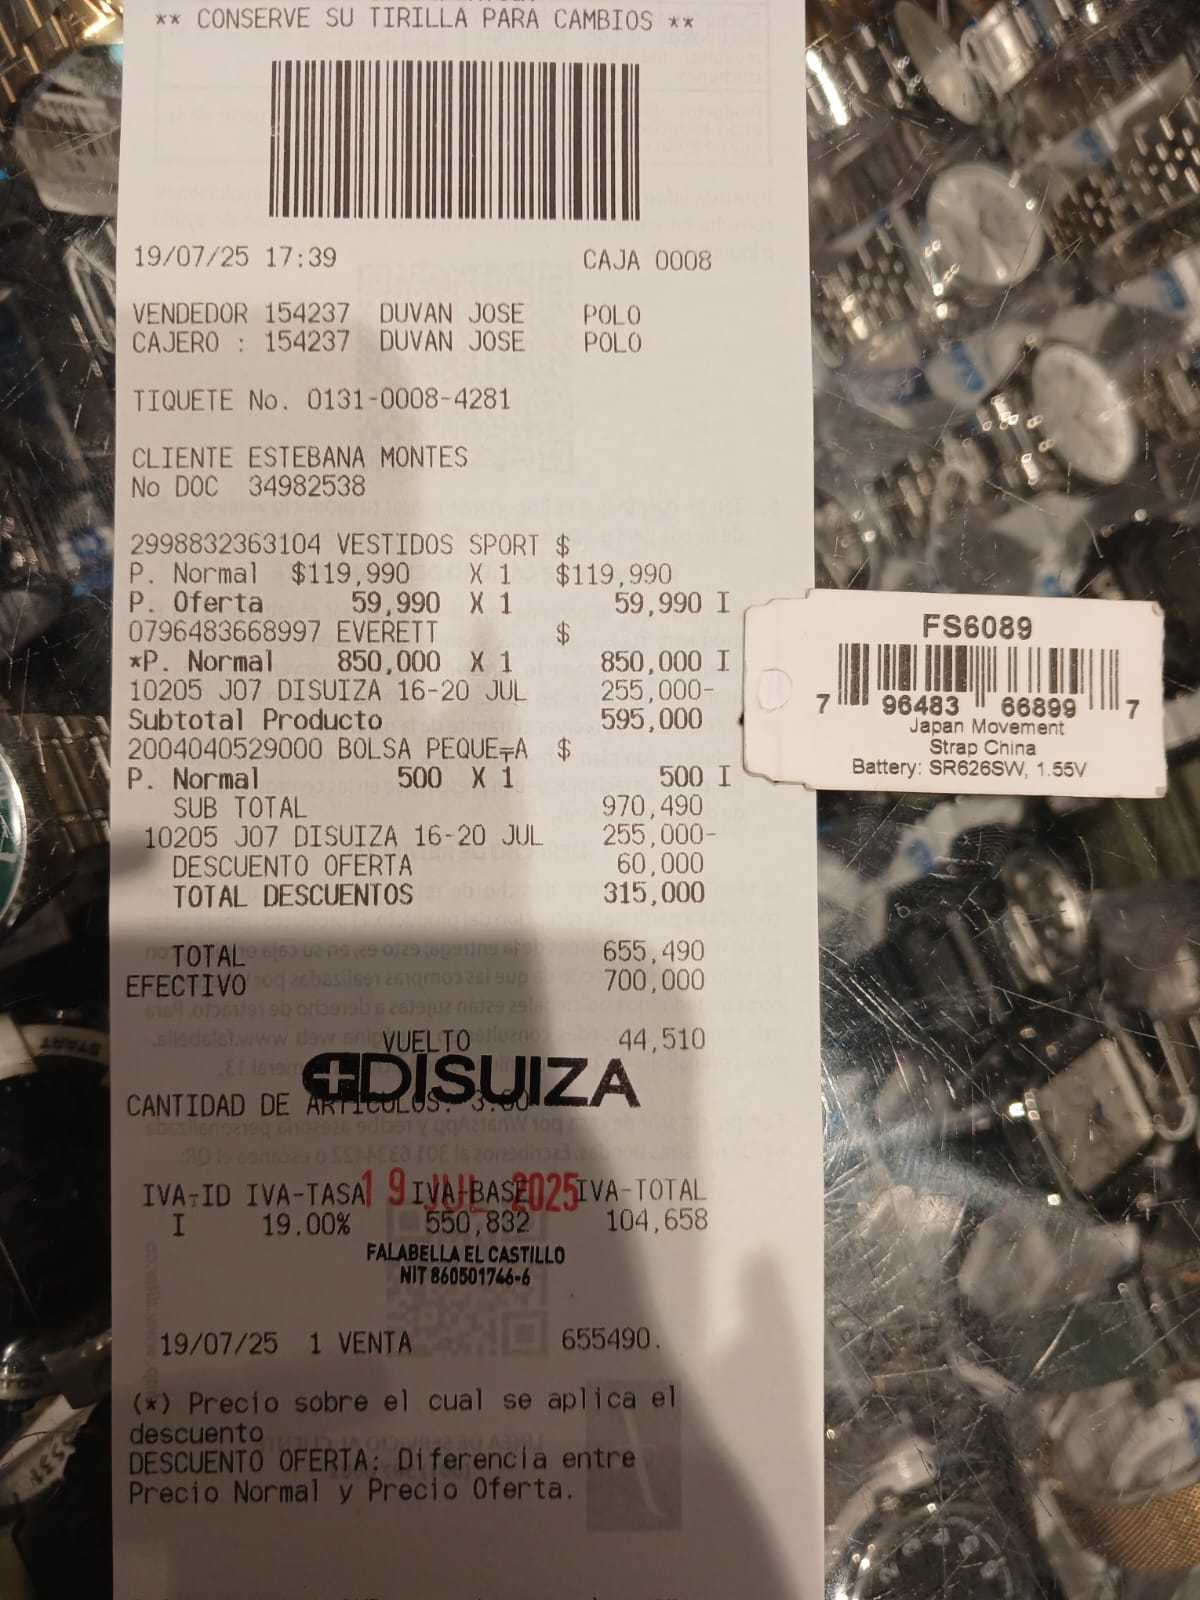 ** CONSERVE SU TIRILLA PARA CAMBIOS **
19/07/25 17:39 CAJA 0008
VENDEDOR 154237 DUVAN JOSE POLO
CAJERO : 154237 DUVAN JOSE POLO
TIQUETE No. 0131-0008-4281
CLIENTE ESTEBANA MONTES
No DOC 34982538
2998832363104 VESTIDOS SPORT $
P. Normal $119,990 X 1 $119,990
P. Oferta 59,990 X 1 59,990 I
0796483668997 EVERETT $
*P. Normal 850,000 X 1 850,000 I
10205 J07 DISUIZA 16-20 JUL 255,000-
Subtotal Producto 595,000
2004040529000 BOLSA PEQUE╤A $
P. Normal 500 X 1 500 I
SUB TOTAL 970,490
10205 J07 DISUIZA 16-20 JUL 255,000-
DESCUENTO OFERTA 60,000
TOTAL DESCUENTOS 315,000
TOTAL 655,490
EFECTIVO 700,000
VUELTO 44,510
DISUIZA
CANTIDAD DE ARTICULOS: 3.00
19 JUL 2025
IVA-ID IVA-TASA IVA-BASE IVA-TOTAL
I 19.00% 550,832 104,658
FALABELLA EL CASTILLO
NIT 860501746-6
19/07/25 1 VENTA 655490.
(*) Precio sobre el cual se aplica el
descuento
DESCUENTO OFERTA: Diferencia entre
Precio Normal y Precio Oferta.
FS6089
7 96483 66899 7
Japan Movement
Strap China
Battery: SR626SW, 1.55V